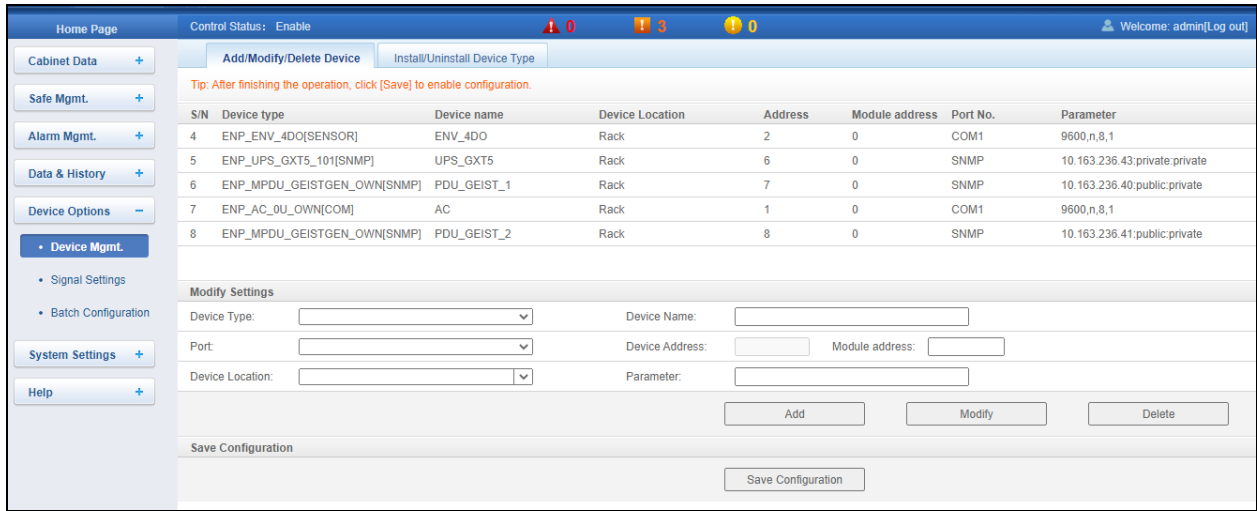 Home Page Control Status: Enable 0 3 0 Welcome: admin[Log out]
Cabinet Data +
Safe Mgmt. +
Alarm Mgmt. +
Data & History +
Device Options −
• Device Mgmt.
• Signal Settings
• Batch Configuration
System Settings +
Help +
Add/Modify/Delete Device Install/Uninstall Device Type
Tip: After finishing the operation, click [Save] to enable configuration.
S/N Device type Device name Device Location Address Module address Port No. Parameter
4 ENP_ENV_4DO[SENSOR] ENV_4DO Rack 2 0 COM1 9600,n,8,1
5 ENP_UPS_GXT5_101[SNMP] UPS_GXT5 Rack 6 0 SNMP 10.163.236.43:private:private
6 ENP_MPDU_GEISTGEN_OWN[SNMP] PDU_GEIST_1 Rack 7 0 SNMP 10.163.236.40:public:private
7 ENP_AC_0U_OWN[COM] AC Rack 1 0 COM1 9600,n,8,1
8 ENP_MPDU_GEISTGEN_OWN[SNMP] PDU_GEIST_2 Rack 8 0 SNMP 10.163.236.41:public:private
Modify Settings
Device Type: Device Name:
Port: Device Address: Module address:
Device Location: Parameter:
Add Modify Delete
Save Configuration
Save Configuration